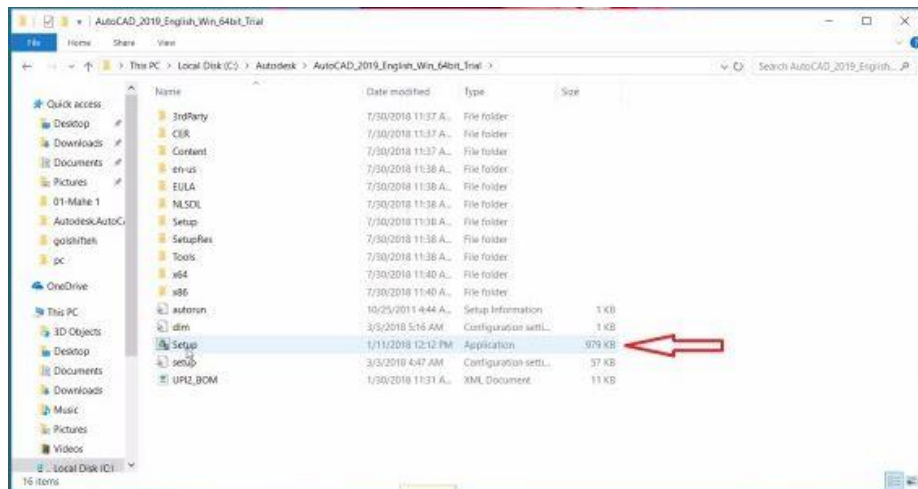 AutoCAD_2019_English_Win_64bit_Trial
File Home Share View
This PC > Local Disk (C:) > Autodesk > AutoCAD_2019_English_Win_64bit_Trial >
Search AutoCAD_2019_English...
Name Date modified Type Size
Quick access
Desktop
Downloads
Documents
Pictures
01-Mahe 1
Autodesk.AutoC
golshifteh
pc
OneDrive
This PC
3D Objects
Desktop
Documents
Downloads
Music
Pictures
Videos
Local Disk (C:)
3rdParty 7/30/2018 11:37 A... File folder
CER 7/30/2018 11:37 A... File folder
Content 7/30/2018 11:37 A... File folder
en-us 7/30/2018 11:38 A... File folder
EULA 7/30/2018 11:38 A... File folder
NLSDL 7/30/2018 11:38 A... File folder
Setup 7/30/2018 11:38 A... File folder
SetupRes 7/30/2018 11:38 A... File folder
Tools 7/30/2018 11:38 A... File folder
x64 7/30/2018 11:40 A... File folder
x86 7/30/2018 11:40 A... File folder
autorun 10/25/2011 4:44 A... Setup Information 1 KB
dlm 3/3/2018 5:16 AM Configuration setti... 1 KB
Setup 1/11/2018 12:12 PM Application 979 KB
setup 3/3/2018 4:47 AM Configuration setti... 57 KB
UPI2_BOM 1/30/2018 11:31 A... XML Document 11 KB
16 items